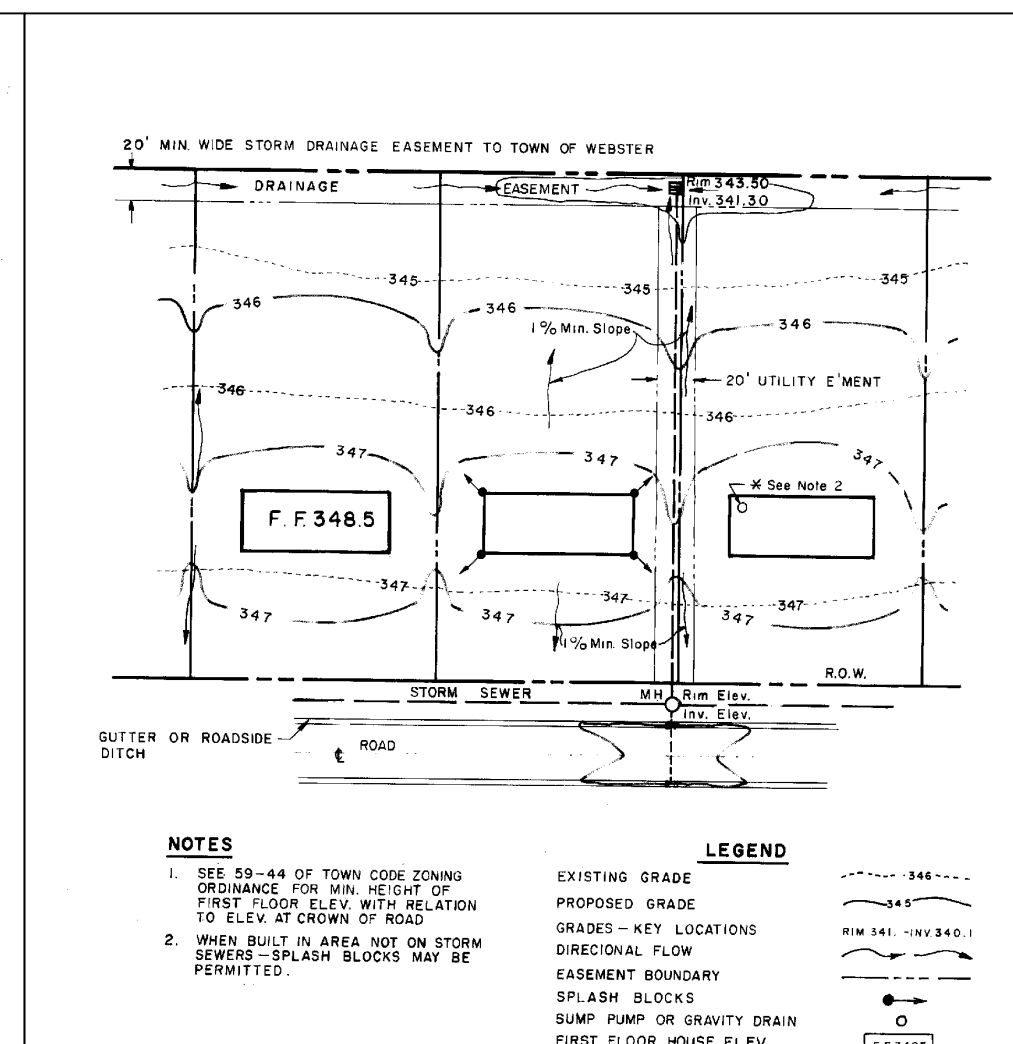 20' MIN. WIDE STORM DRAINAGE EASEMENT TO TOWN OF WEBSTER
DRAINAGE
EASEMENT
Rim 343.50
Inv. 341.30
345
345
345
346
346
346
1% Min. Slope
20' UTILITY E'MENT
346
346
346
347
347
347
* See Note 2
F.F. 348.5
347
347
347
347
347
347
1% Min. Slope
R.O.W.
STORM SEWER
MH
Rim Elev.
Inv. Elev.
GUTTER OR ROADSIDE
DITCH
℄ ROAD
NOTES
1. SEE 59-44 OF TOWN CODE ZONING
ORDINANCE FOR MIN. HEIGHT OF
FIRST FLOOR ELEV. WITH RELATION
TO ELEV. AT CROWN OF ROAD
2. WHEN BUILT IN AREA NOT ON STORM
SEWERS – SPLASH BLOCKS MAY BE
PERMITTED.
LEGEND
EXISTING GRADE 346
PROPOSED GRADE 345
GRADES – KEY LOCATIONS RIM 341. -INV. 340.1
DIRECIONAL FLOW
EASEMENT BOUNDARY
SPLASH BLOCKS
SUMP PUMP OR GRAVITY DRAIN
FIRST FLOOR HOUSE ELEV